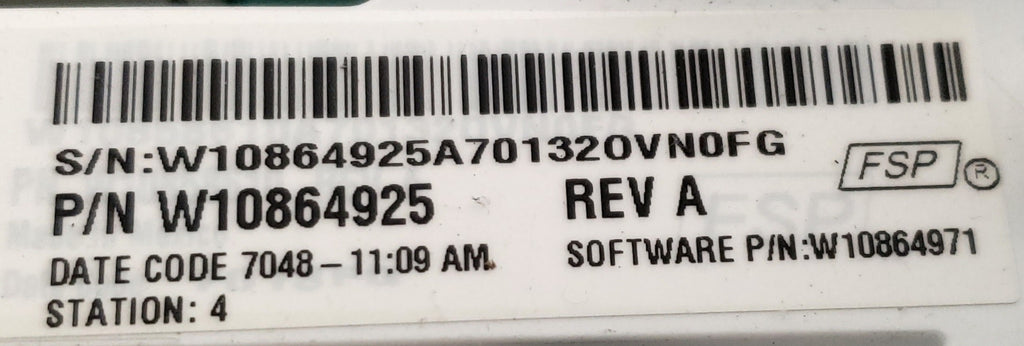 S/N:W10864925A701320VN0FG
P/N W10864925 REV A FSP ®
DATE CODE 7048 – 11:09 AM. SOFTWARE P/N:W10864971
STATION: 4